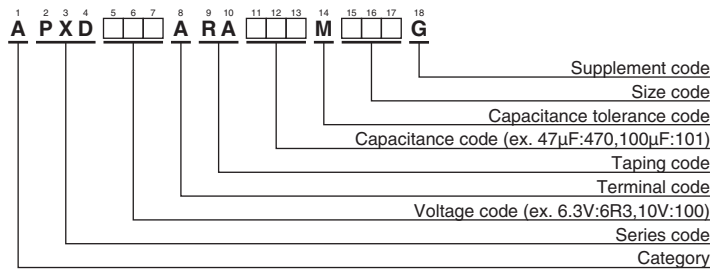 1 2 3 4 5 6 7 8 9 10 11 12 13 14 15 16 17 18
A PXD A RA M G
Supplement code
Size code
Capacitance tolerance code
Capacitance code (ex. 47μF:470,100μF:101)
Taping code
Terminal code
Voltage code (ex. 6.3V:6R3,10V:100)
Series code
Category